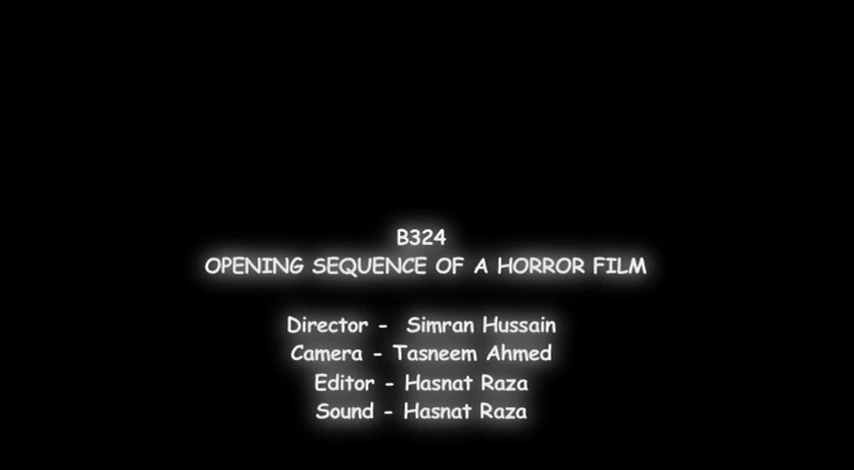 B324
OPENING SEQUENCE OF A HORROR FILM
Director - Simran Hussain
Camera - Tasneem Ahmed
Editor - Hasnat Raza
Sound - Hasnat Raza